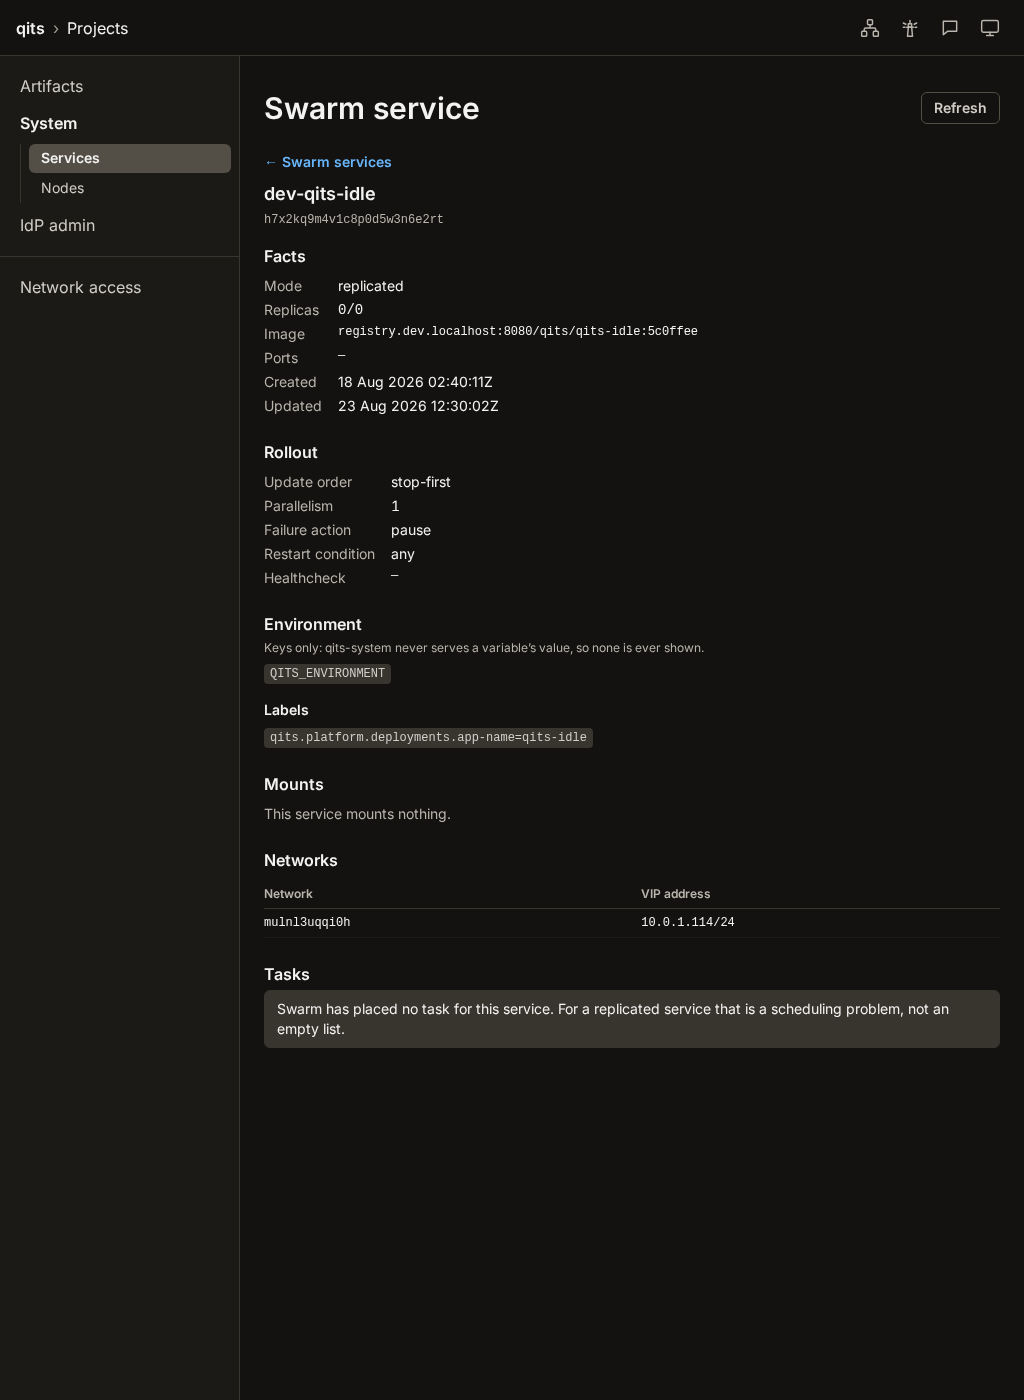 qits › Projects
Artifacts
System
Services
Nodes
IdP admin
Network access
Swarm service
Refresh
← Swarm services
dev-qits-idle
h7x2kq9m4v1c8p0d5w3n6e2rt
Facts
Mode replicated
Replicas 0/0
Image registry.dev.localhost:8080/qits/qits-idle:5c0ffee
Ports —
Created 18 Aug 2026 02:40:11Z
Updated 23 Aug 2026 12:30:02Z
Rollout
Update order stop-first
Parallelism 1
Failure action pause
Restart condition any
Healthcheck —
Environment
Keys only: qits-system never serves a variable’s value, so none is ever shown.
QITS_ENVIRONMENT
Labels
qits.platform.deployments.app-name=qits-idle
Mounts
This service mounts nothing.
Networks
Network VIP address
mulnl3uqqi0h 10.0.1.114/24
Tasks
Swarm has placed no task for this service. For a replicated service that is a scheduling problem, not an
empty list.